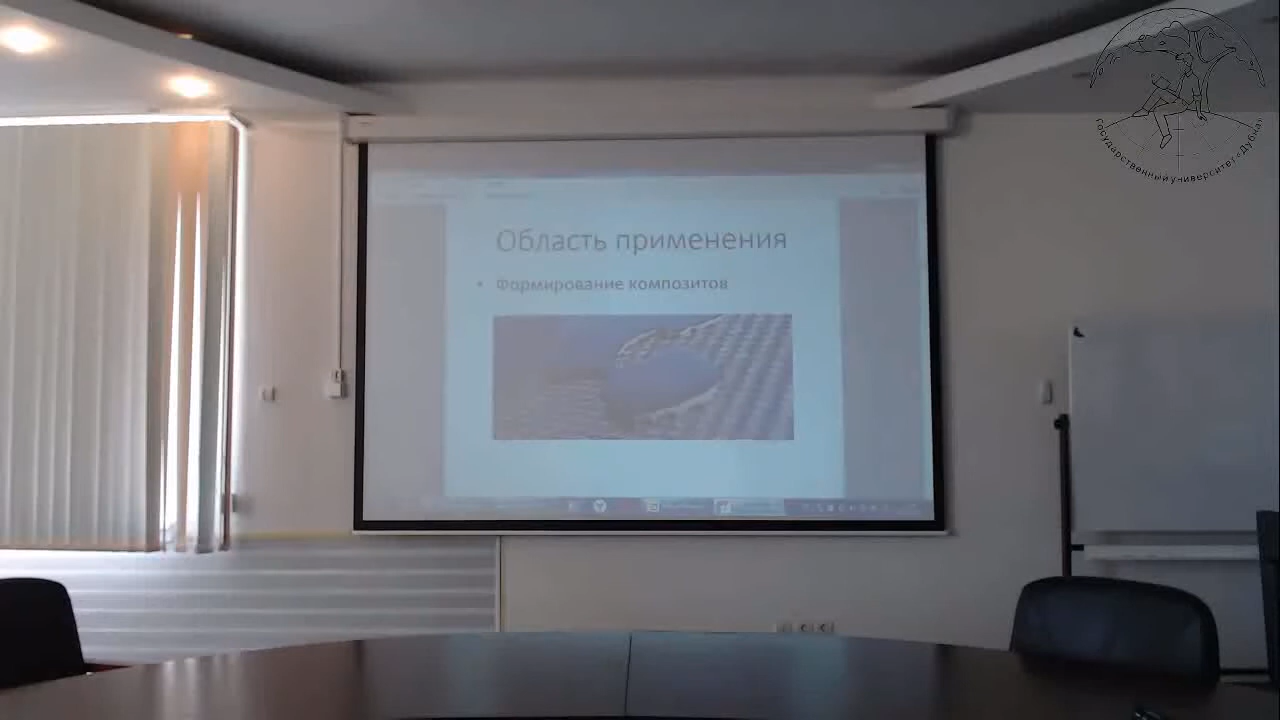 Область применения
• Формирование композитов
государственный университет «Дубна»